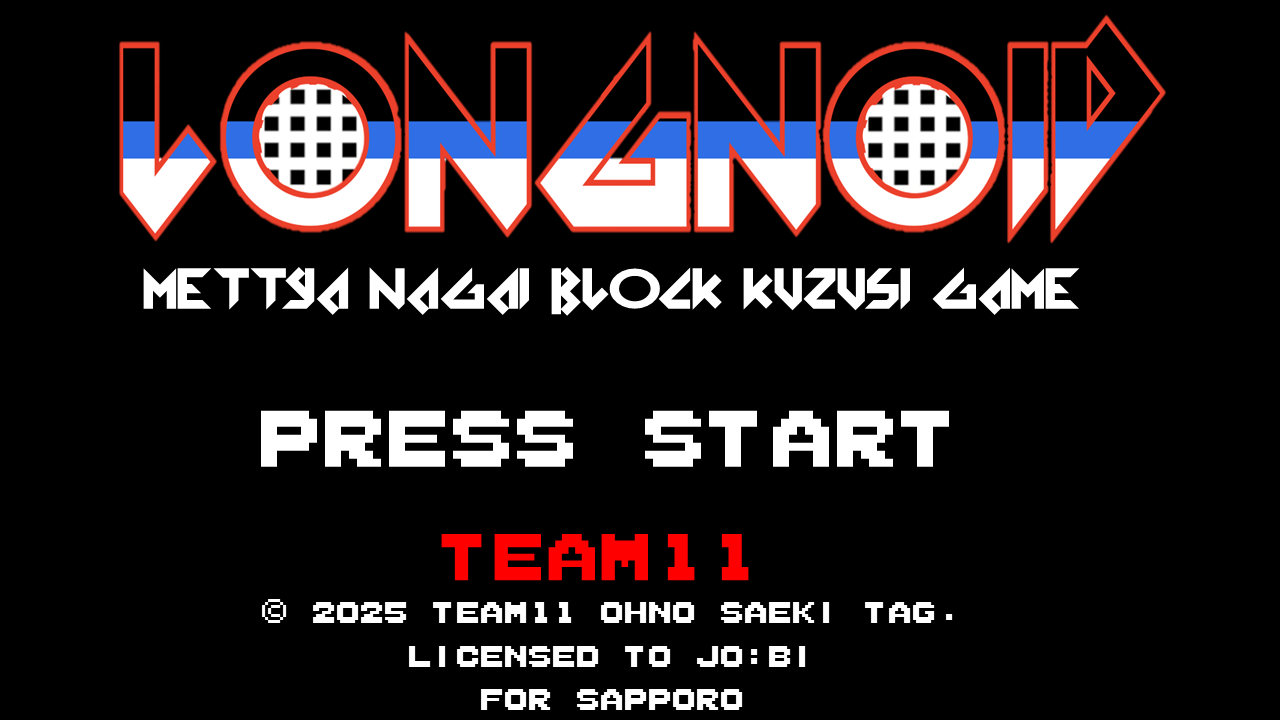 LONGNOID
METTYA NAGAI BLOCK KUZUSI GAME
PRESS START
TEAM11
© 2025 TEAM11 OHNO SAEKI TAG.
LICENSED TO JO:BI
FOR SAPPORO